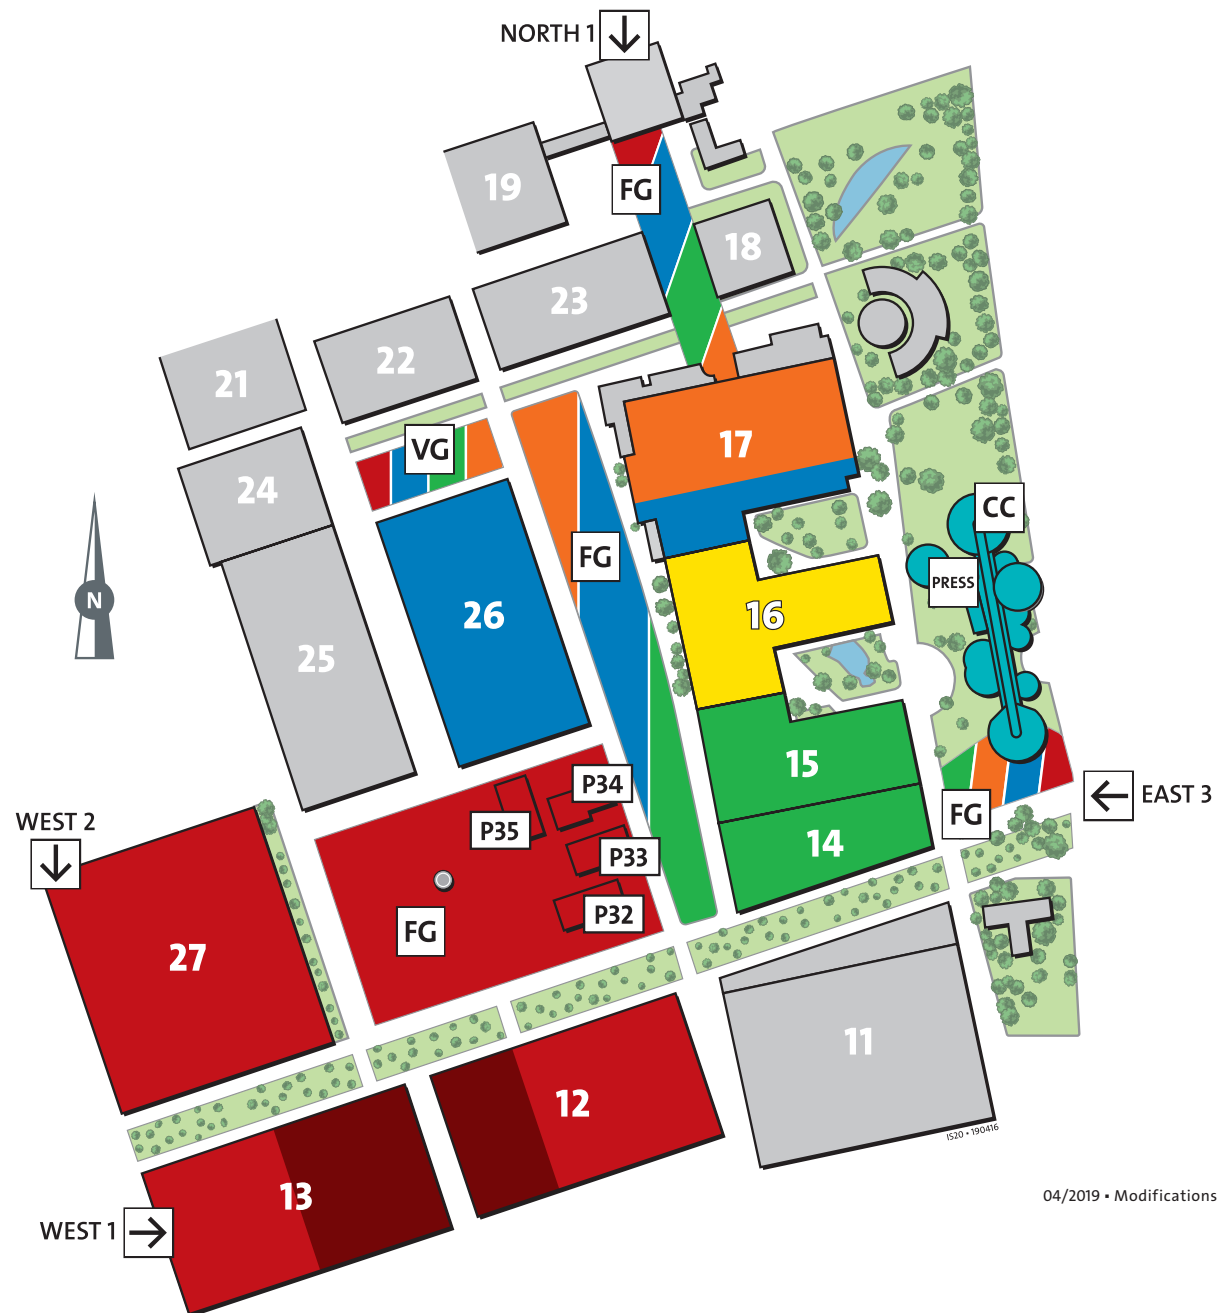 NORTH 1
19
FG
18
23
22
21
VG
17
24
CC
FG
PRESS
N
26
16
25
15
P34
EAST 3
FG
WEST 2
P35
14
P33
P32
FG
27
11
12
IS20 • 190416
13
04/2019 ▪ Modifications
WEST 1